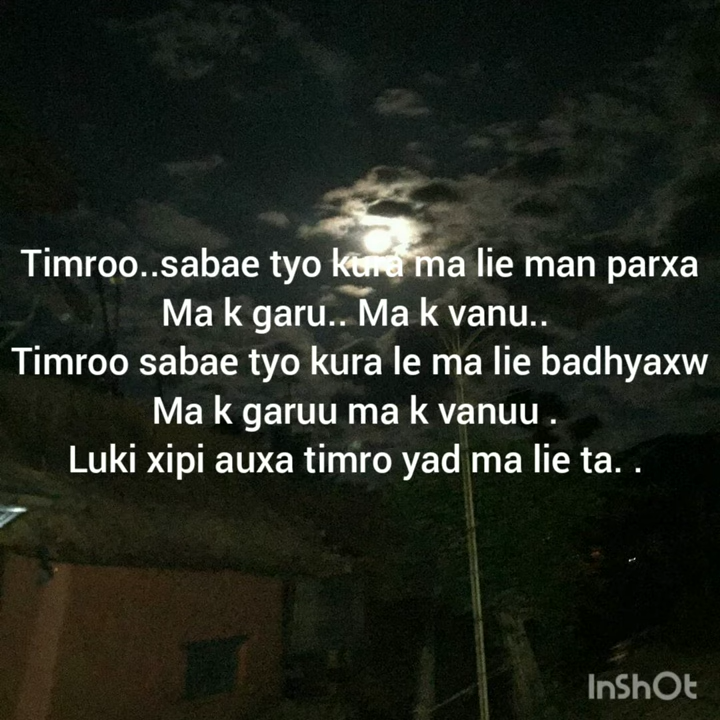 Timroo..sabae tyo kura ma lie man parxa
Ma k garu.. Ma k vanu..
Timroo sabae tyo kura le ma lie badhyaxw
Ma k garuu ma k vanuu .
Luki xipi auxa timro yad ma lie ta. .
InShOt